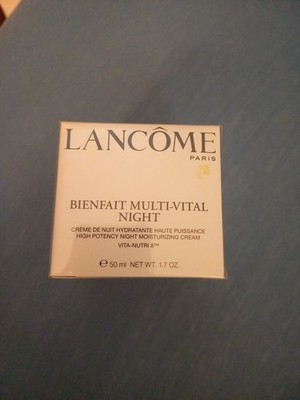 LANCÔME
PARIS
BIENFAIT MULTI-VITAL
NIGHT
CRÈME DE NUIT HYDRATANTE HAUTE PUISSANCE
HIGH POTENCY NIGHT MOISTURIZING CREAM
VITA-NUTRI 8™
℮ 50 ml NET WT. 1.7 OZ.